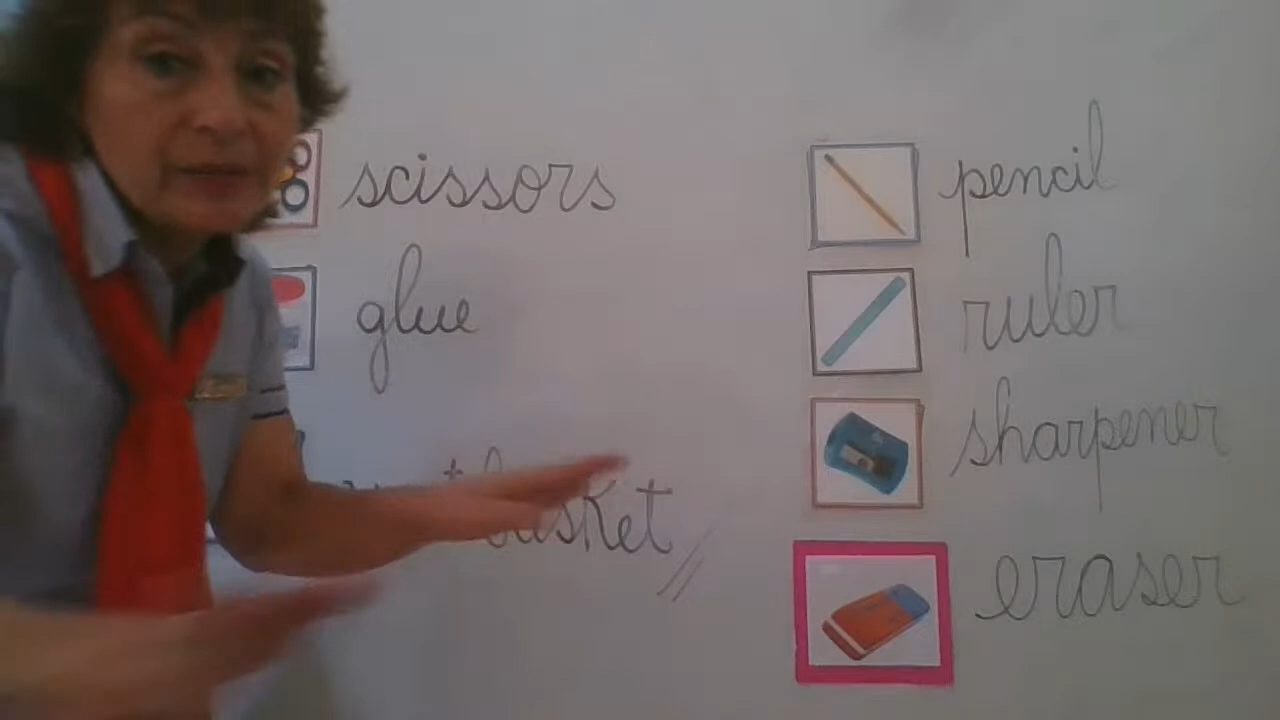 scissors
glue
basket
pencil
ruler
sharpener
eraser